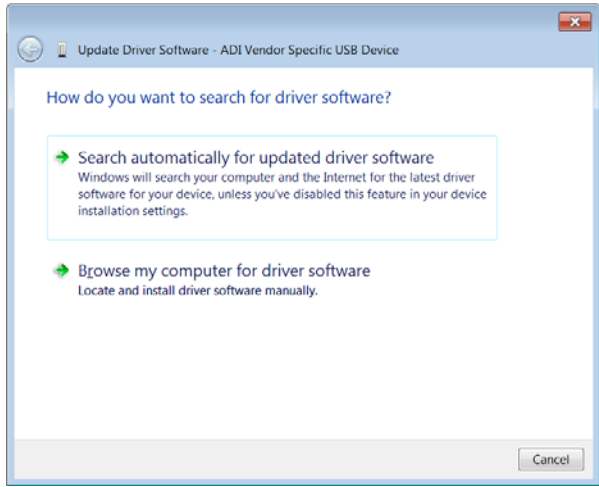 Update Driver Software - ADI Vendor Specific USB Device
How do you want to search for driver software?
Search automatically for updated driver software
Windows will search your computer and the Internet for the latest driver
software for your device, unless you've disabled this feature in your device
installation settings.
Browse my computer for driver software
Locate and install driver software manually.
Cancel